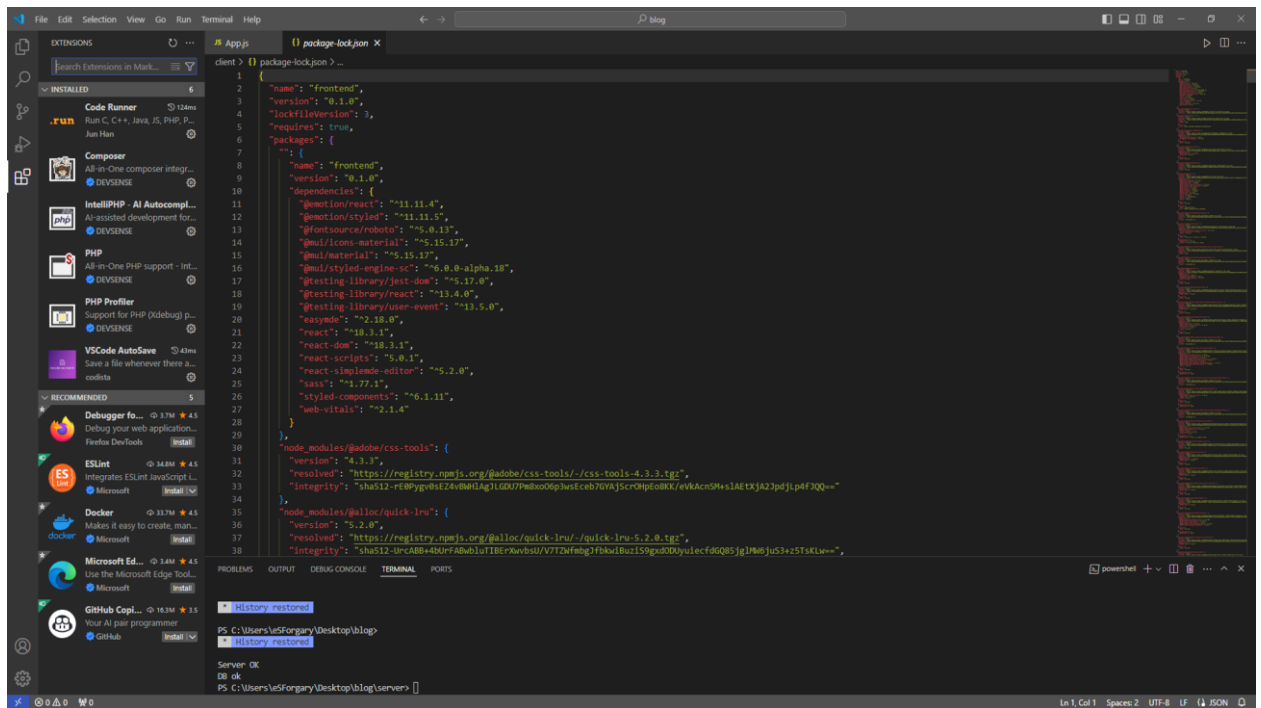 File Edit Selection View Go Run Terminal Help
blog
EXTENSIONS
Search Extensions in Mark...
INSTALLED 6
Code Runner 124ms
Run C, C++, Java, JS, PHP, P...
Jun Han
.run
Composer
All-in-One composer integr...
DEVSENSE
IntelliPHP - AI Autocompl...
AI-assisted development for...
DEVSENSE
php
PHP
All-in-One PHP support - Int...
DEVSENSE
PHP Profiler
Support for PHP (Xdebug) p...
DEVSENSE
VSCode AutoSave 43ms
Save a file whenever there a...
codista
RECOMMENDED 5
Debugger fo... 3.7M 4.5
Debug your web application...
Firefox DevTools Install
ESLint 34.8M 4.5
Integrates ESLint JavaScript i...
Microsoft Install
ES
Docker 33.7M 4.5
Makes it easy to create, man...
Microsoft Install
docker
Microsoft Ed... 3.4M 4.5
Use the Microsoft Edge Tool...
Microsoft Install
GitHub Copi... 16.3M 3.5
Your AI pair programmer
GitHub Install
JS App.js {} package-lock.json
client > {} package-lock.json > ...
1 {
2 "name": "frontend",
3 "version": "0.1.0",
4 "lockfileVersion": 3,
5 "requires": true,
6 "packages": {
7 "": {
8 "name": "frontend",
9 "version": "0.1.0",
10 "dependencies": {
11 "@emotion/react": "^11.11.4",
12 "@emotion/styled": "^11.11.5",
13 "@fontsource/roboto": "^5.0.13",
14 "@mui/icons-material": "^5.15.17",
15 "@mui/material": "^5.15.17",
16 "@mui/styled-engine-sc": "^6.0.0-alpha.18",
17 "@testing-library/jest-dom": "^5.17.0",
18 "@testing-library/react": "^13.4.0",
19 "@testing-library/user-event": "^13.5.0",
20 "easymde": "^2.18.0",
21 "react": "^18.3.1",
22 "react-dom": "^18.3.1",
23 "react-scripts": "5.0.1",
24 "react-simplemde-editor": "^5.2.0",
25 "sass": "^1.77.1",
26 "styled-components": "^6.1.11",
27 "web-vitals": "^2.1.4"
28 }
29 },
30 "node_modules/@adobe/css-tools": {
31 "version": "4.3.3",
32 "resolved": "https://registry.npmjs.org/@adobe/css-tools/-/css-tools-4.3.3.tgz",
33 "integrity":
34 },
35 "node_modules/@alloc/quick-lru": {
36 "version": "5.2.0",
37 "resolved": "https://registry.npmjs.org/@alloc/quick-lru/-/quick-lru-5.2.0.tgz",
38 "integrity":
PROBLEMS OUTPUT DEBUG CONSOLE TERMINAL PORTS
powershell
* History restored
PS C:\Users\eSForgary\Desktop\blog>
* History restored
Server OK
DB ok
PS C:\Users\eSForgary\Desktop\blog\server>
0 0 0
Ln 1, Col 1 Spaces: 2 UTF-8 LF {} JSON